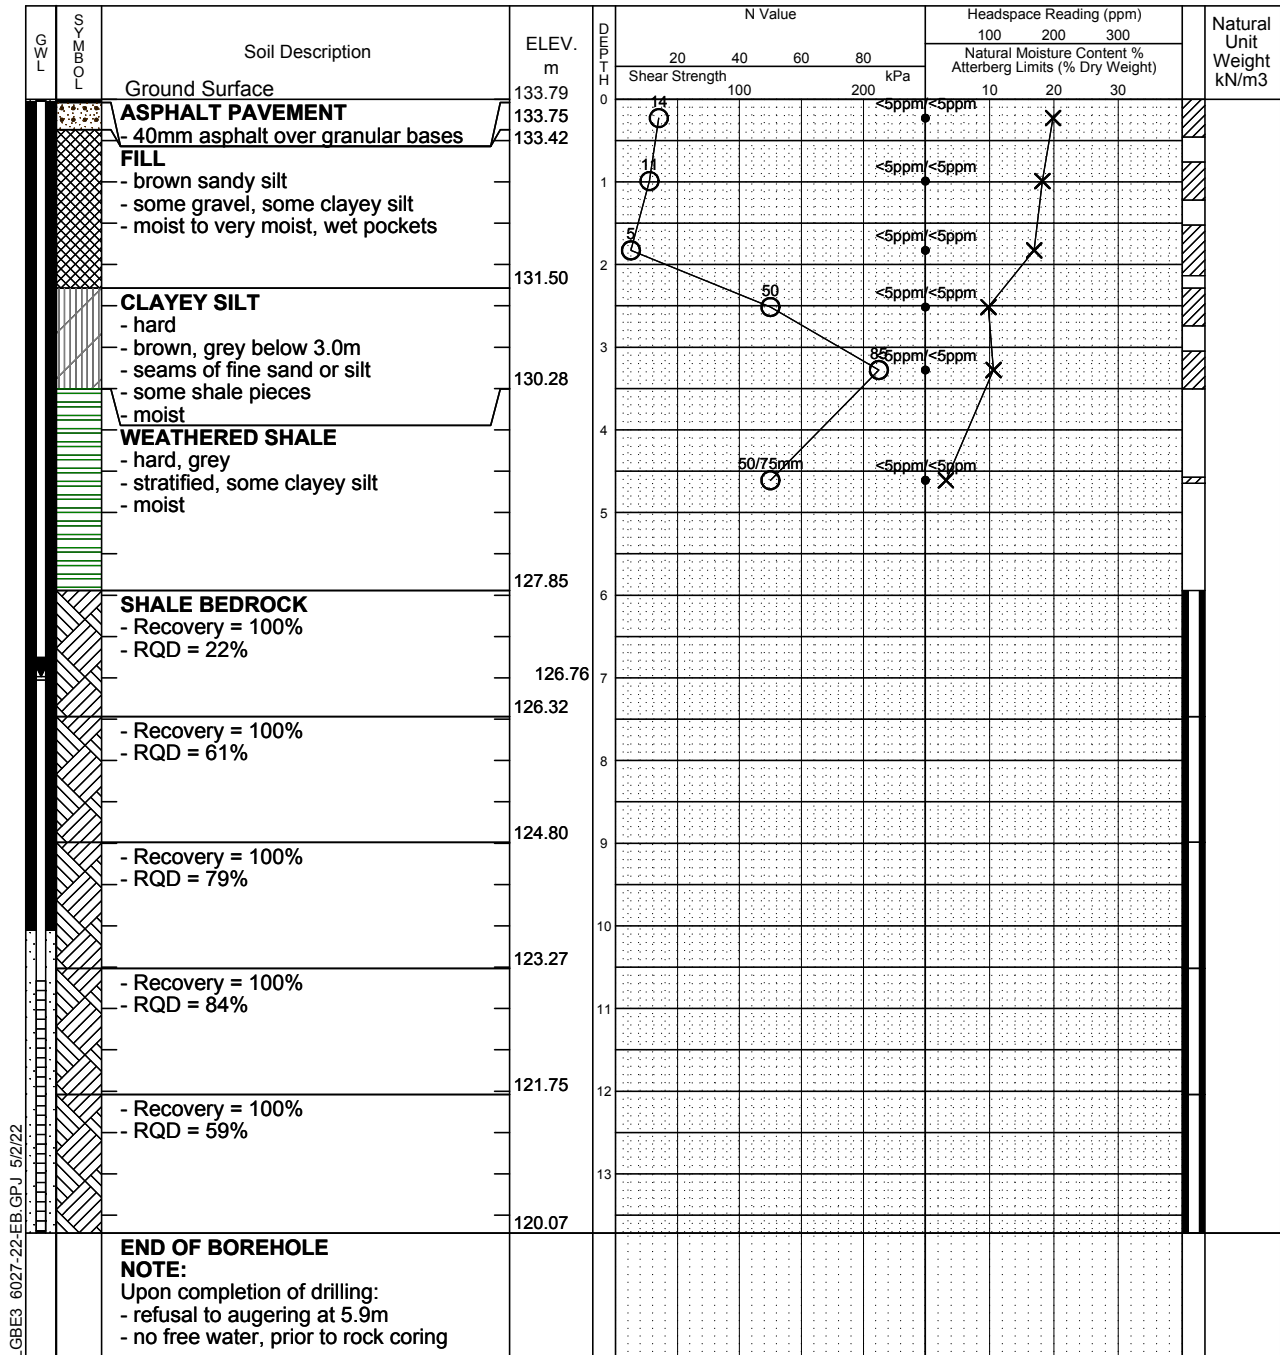 GWL
SYMBOL
Soil Description
ELEV.
m
DEPTH
N Value
20 40 60 80
Shear Strength kPa
100 200
Headspace Reading (ppm)
100 200 300
Natural Moisture Content %
Atterberg Limits (% Dry Weight)
10 20 30
Natural
Unit
Weight
kN/m3
Ground Surface
133.79
0
ASPHALT PAVEMENT
133.75
- 40mm asphalt over granular bases
133.42
14
<5ppm/<5ppm
FILL
- brown sandy silt
- some gravel, some clayey silt
- moist to very moist, wet pockets
131.50
11
<5ppm/<5ppm
1
5
<5ppm/<5ppm
2
CLAYEY SILT
- hard
- brown, grey below 3.0m
- seams of fine sand or silt
- some shale pieces
- moist
130.28
50
<5ppm/<5ppm
3
85
<5ppm/<5ppm
4
WEATHERED SHALE
- hard, grey
- stratified, some clayey silt
- moist
127.85
50/75mm
<5ppm/<5ppm
5
6
SHALE BEDROCK
- Recovery = 100%
- RQD = 22%
126.76
7
126.32
- Recovery = 100%
- RQD = 61%
8
124.80
9
- Recovery = 100%
- RQD = 79%
10
123.27
- Recovery = 100%
- RQD = 84%
11
121.75
12
- Recovery = 100%
- RQD = 59%
13
120.07
END OF BOREHOLE
NOTE:
Upon completion of drilling:
- refusal to augering at 5.9m
- no free water, prior to rock coring
LGBE3 6027-22-EB.GPJ 5/2/22